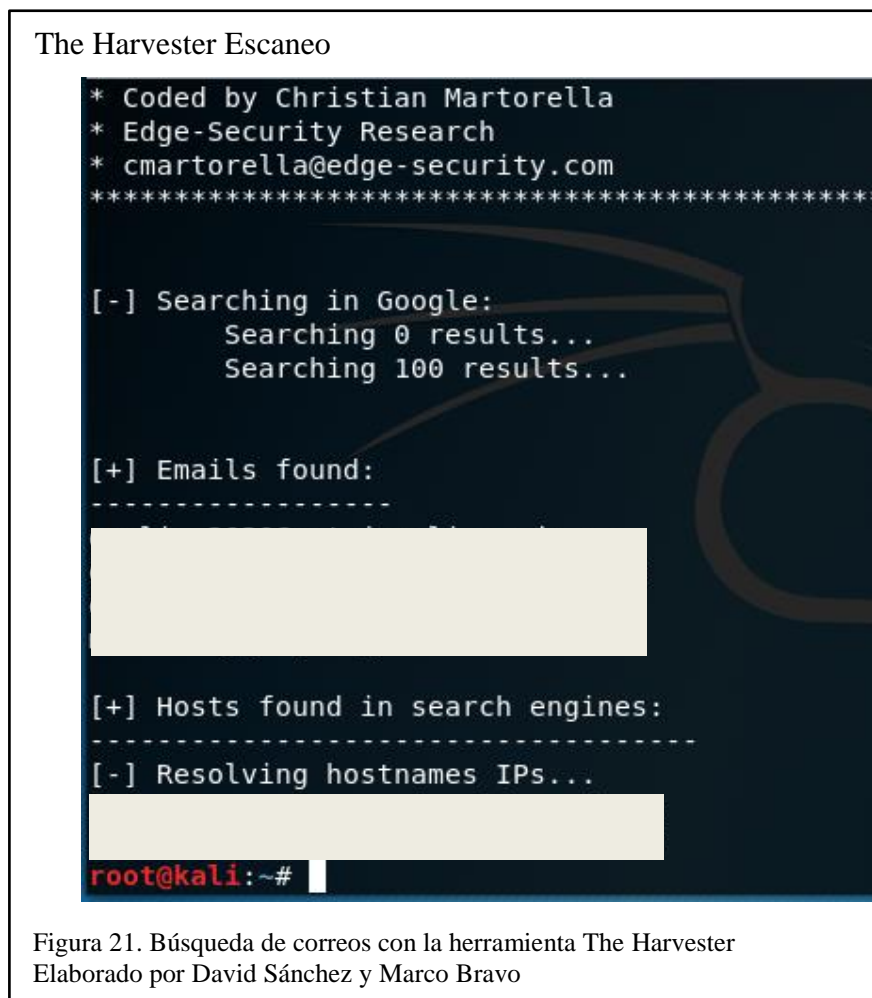 The Harvester Escaneo
* Coded by Christian Martorella
* Edge-Security Research
* cmartorella@edge-security.com
*************************************************
[-] Searching in Google:
Searching 0 results...
Searching 100 results...
[+] Emails found:
------------------
[+] Hosts found in search engines:
------------------------------------
[-] Resolving hostnames IPs...
root@kali:~#
Figura 21. Búsqueda de correos con la herramienta The Harvester
Elaborado por David Sánchez y Marco Bravo